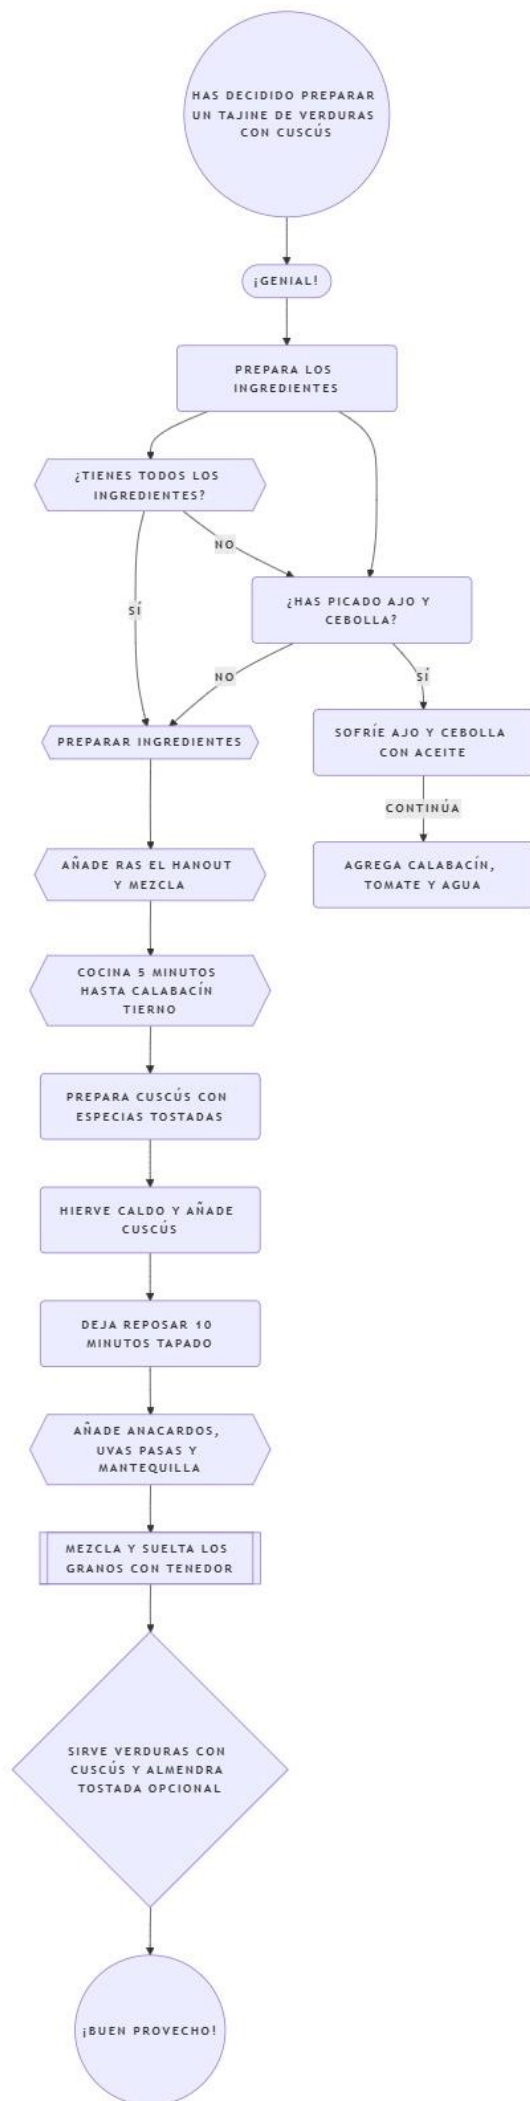 HAS DECIDIDO PREPARAR
UN TAJINE DE VERDURAS
CON CUSCÚS
¡GENIAL!
PREPARA LOS
INGREDIENTES
¿TIENES TODOS LOS
INGREDIENTES?
NO
¿HAS PICADO AJO Y
CEBOLLA?
SÍ
NO
SÍ
PREPARAR INGREDIENTES
SOFRÍE AJO Y CEBOLLA
CON ACEITE
CONTINÚA
AÑADE RAS EL HANOUT
Y MEZCLA
AGREGA CALABACÍN,
TOMATE Y AGUA
COCINA 5 MINUTOS
HASTA CALABACÍN
TIERNO
PREPARA CUSCÚS CON
ESPECIAS TOSTADAS
HIERVE CALDO Y AÑADE
CUSCÚS
DEJA REPOSAR 10
MINUTOS TAPADO
AÑADE ANACARDOS,
UVAS PASAS Y
MANTEQUILLA
MEZCLA Y SUELTA LOS
GRANOS CON TENEDOR
SIRVE VERDURAS CON
CUSCÚS Y ALMENDRA
TOSTADA OPCIONAL
¡BUEN PROVECHO!